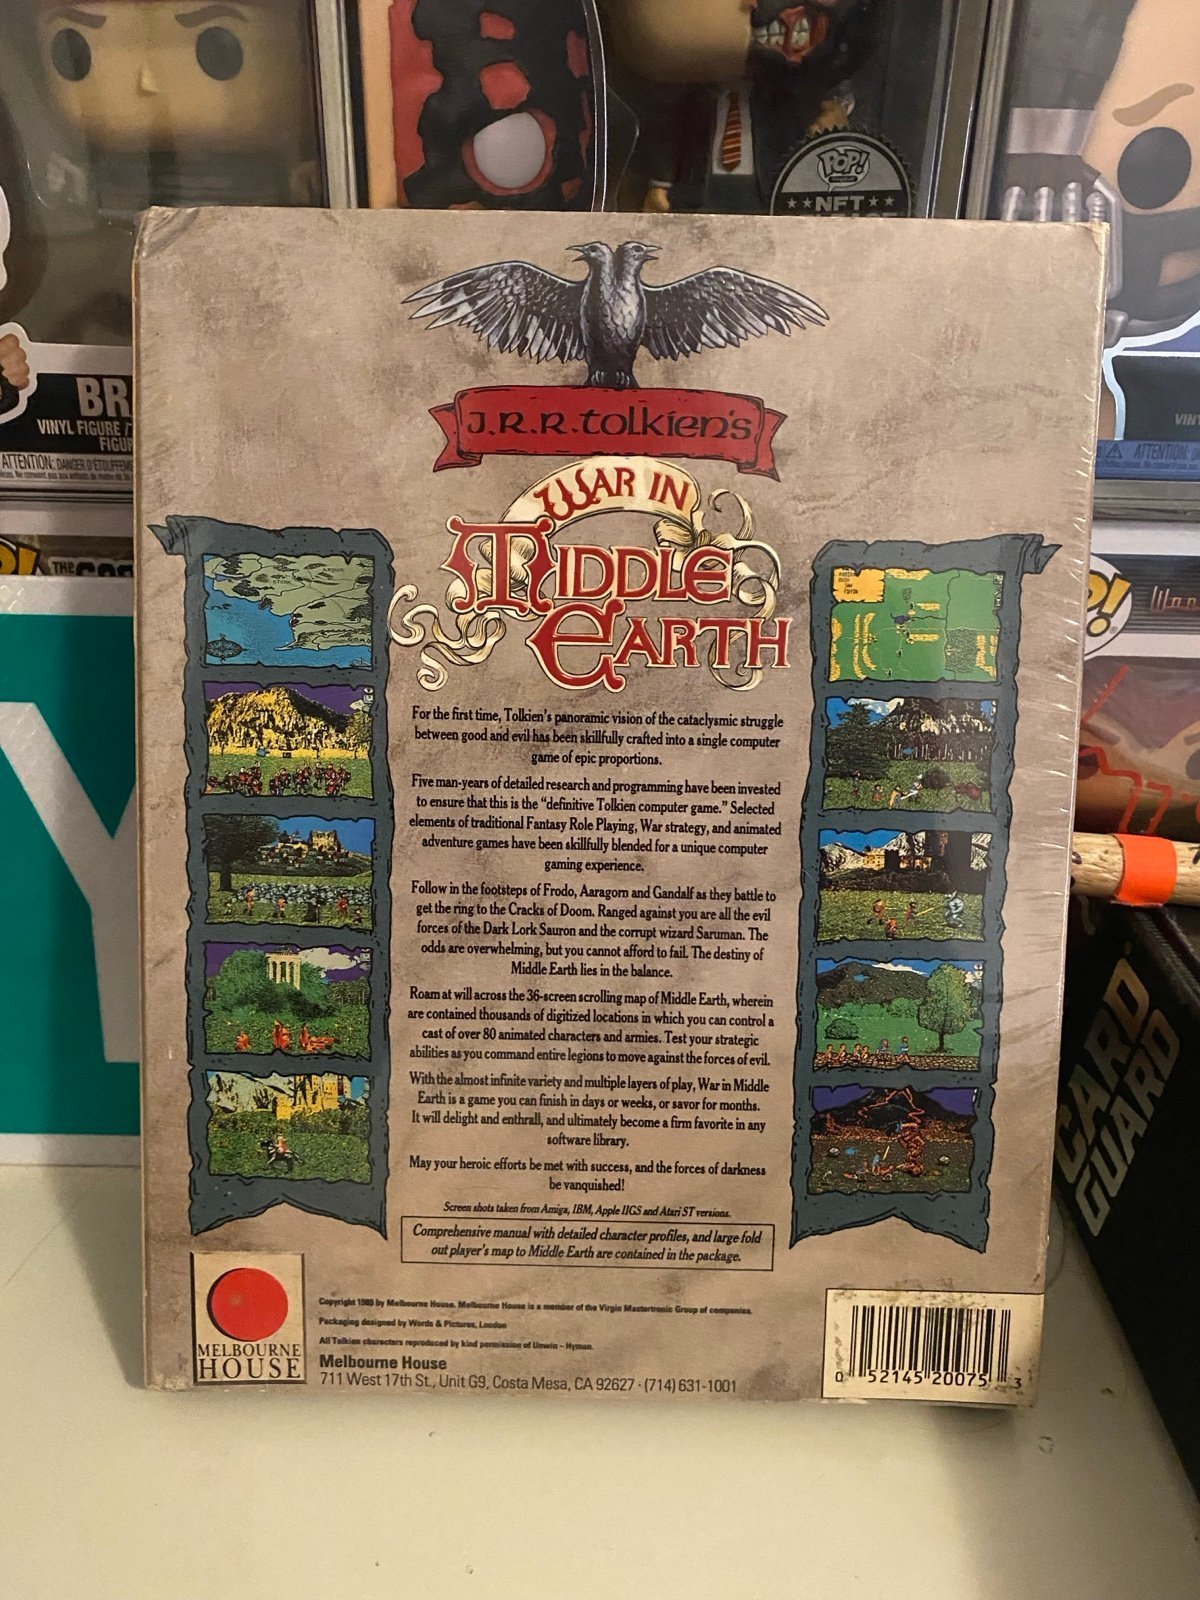 POP!
★★NFT★★
BR
VINYL FIGURE /
FIGU
ATTENTION:
THE
VIN
ATTENTION:
J.R.R. Tolkien's
WAR IN
MIDDLE
EARTH
For the first time, Tolkien's panoramic vision of the cataclysmic struggle
between good and evil has been skillfully crafted into a single computer
game of epic proportions.
Five man-years of detailed research and programming have been invested
to ensure that this is the “definitive Tolkien computer game.” Selected
elements of traditional Fantasy Role Playing, War strategy, and animated
adventure games have been skillfully blended for a unique computer
gaming experience.
Follow in the footsteps of Frodo, Aaragorn and Gandalf as they battle to
get the ring to the Cracks of Doom. Ranged against you are all the evil
forces of the Dark Lork Sauron and the corrupt wizard Saruman. The
odds are overwhelming, but you cannot afford to fail. The destiny of
Middle Earth lies in the balance.
Roam at will across the 36-screen scrolling map of Middle Earth, wherein
are contained thousands of digitized locations in which you can control a
cast of over 80 animated characters and armies. Test your strategic
abilities as you command entire legions to move against the forces of evil.
With the almost infinite variety and multiple layers of play, War in Middle
Earth is a game you can finish in days or weeks, or savor for months.
It will delight and enthrall, and ultimately become a firm favorite in any
software library.
May your heroic efforts be met with success, and the forces of darkness
be vanquished!
Screen shots taken from Amiga, IBM, Apple IIGS and Atari ST versions.
Comprehensive manual with detailed character profiles, and large fold
out player's map to Middle Earth are contained in the package.
MELBOURNE
HOUSE
Copyright 1989 by Melbourne House. Melbourne House is a member of the Virgin Mastertronic Group of companies.
Packaging designed by Words & Pictures, London
All Tolkien characters reproduced by kind permission of Unwin – Hyman.
Melbourne House
711 West 17th St., Unit G9, Costa Mesa, CA 92627 · (714) 631-1001
0 52145 20075 3
CARD
GUARD